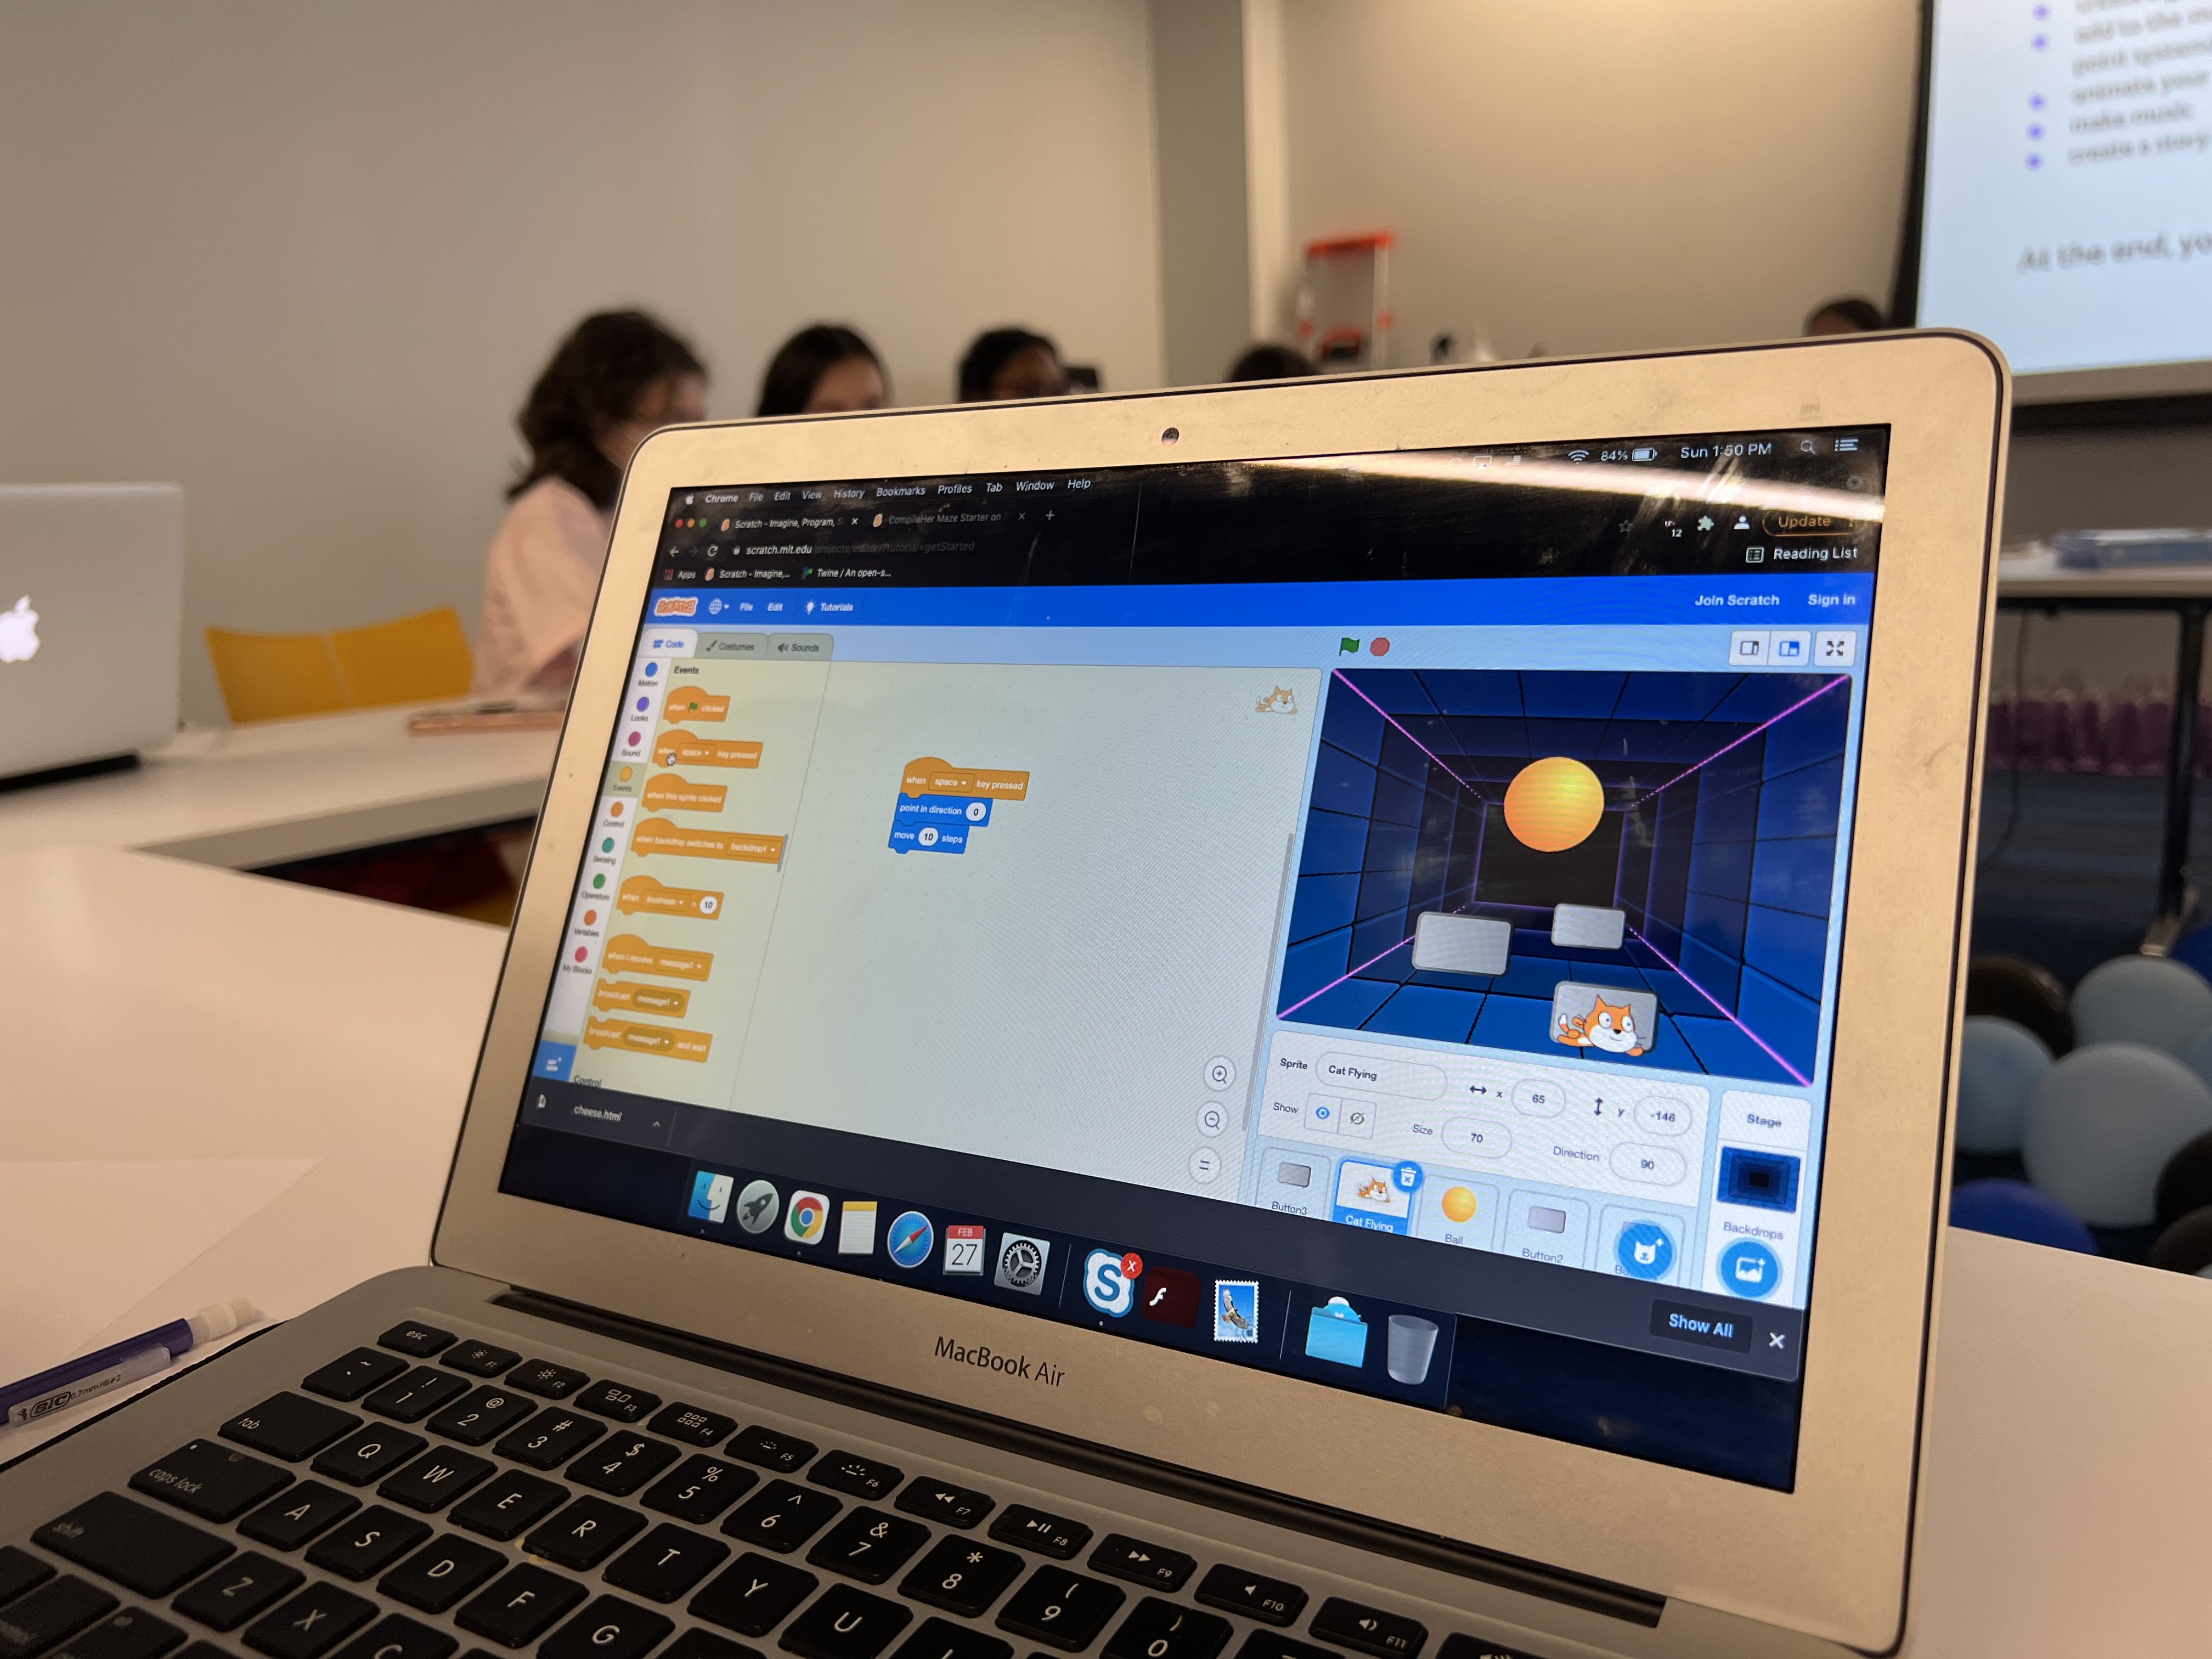 add to the
point system
animate your
make music
create a story
At the end, yo
84%
Sun 1:50 PM
Chrome File Edit View History Bookmarks Profiles Tab Window Help
Scratch - Imagine, Program,
CompileHer Maze Starter on
Update
12
scratch.mit.edu/projects/editor/?tutorial=getStarted
Reading List
Apps
Scratch - Imagine,...
Twine / An open-s...
SCRATCH
File
Edit
Tutorials
Join Scratch
Sign in
Code
Costumes
Sounds
Motion
Looks
Sound
Events
Control
Sensing
Operators
Variables
My Blocks
Events
when clicked
when space key pressed
when this sprite clicked
when backdrop switches to backdrop1
when loudness > 10
when I receive message1
broadcast message1
broadcast message1 and wait
Control
when space key pressed
point in direction 0
move 10 steps
Sprite
Cat Flying
x 65
y -146
Show
Size 70
Direction 90
Stage
Backdrops
Button3
Cat Flying
Ball
Button2
cheese.html
Show All
FEB
27
MacBook Air
BIC 0.7mm HB#2
esc
F1
F2
F3
F4
F5
F6
F7
F8
F9
F10
F11
~
! 1
@ 2
# 3
$ 4
% 5
^ 6
& 7
* 8
( 9
) 0
tab
Q W E R T Y U
caps lock
A S D F G
shift
Z X C